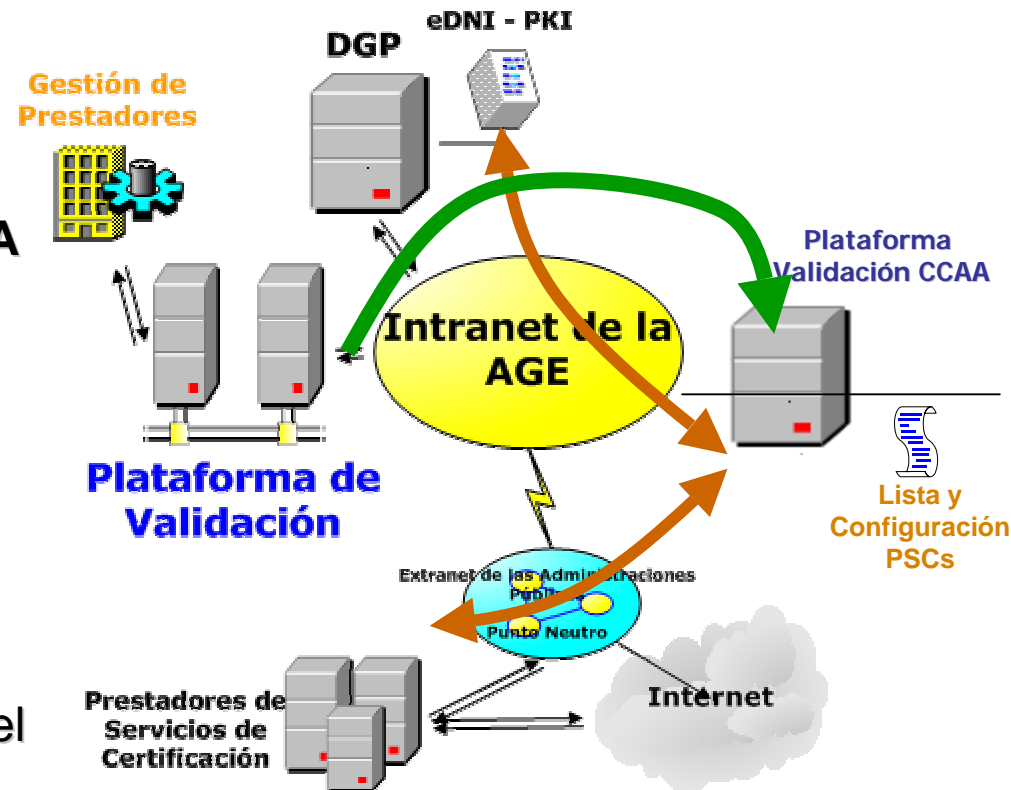 eDNI - PKI
DGP
Gestión de
Prestadores
A
Plataforma
Validación CCAA
Intranet de la
AGE
Plataforma de
Validación
Lista y
Configuración
PSCs
Extranet de las Administraciones
Públicas
Punto Neutro
Internet
Prestadores de
Servicios de
Certificación
el